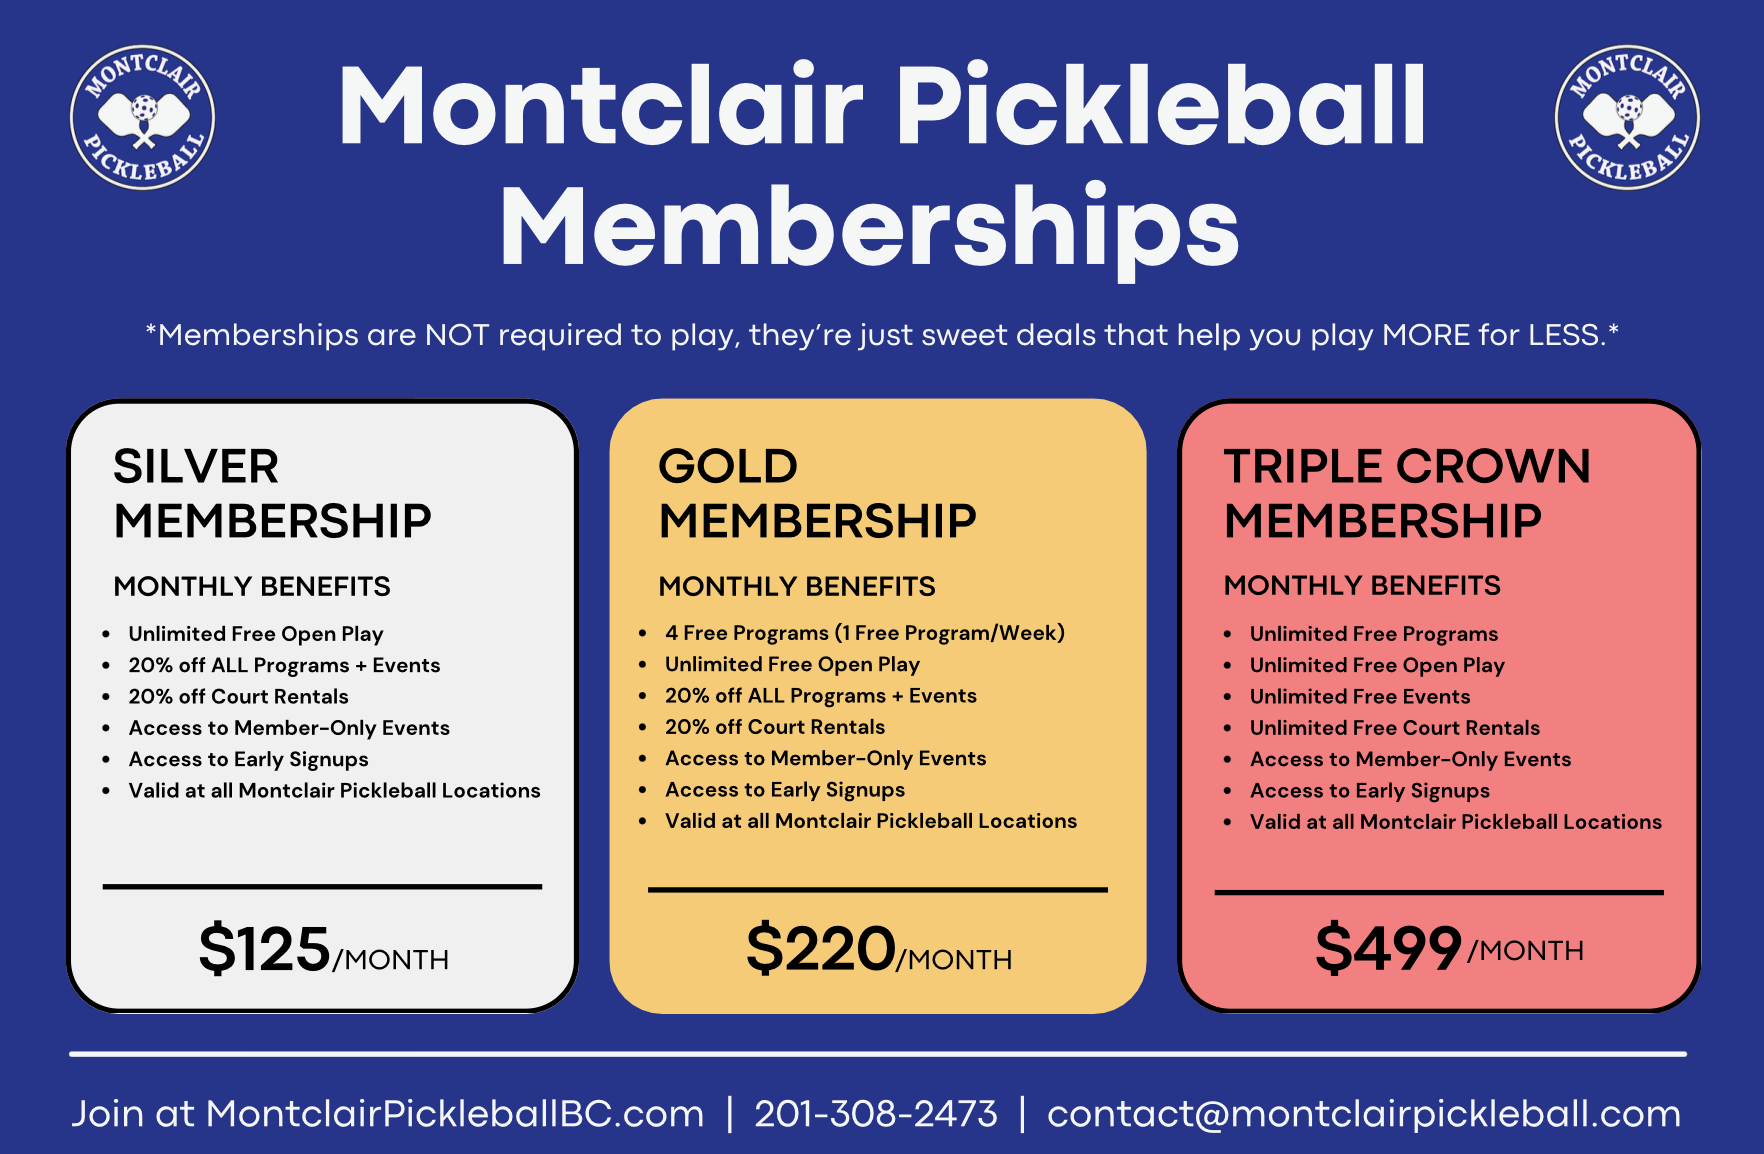 MONTCLAIR
PICKLEBALL
Montclair Pickleball
Memberships
MONTCLAIR
PICKLEBALL
*Memberships are NOT required to play, they’re just sweet deals that help you play MORE for LESS.*
SILVER
MEMBERSHIP
MONTHLY BENEFITS
• Unlimited Free Open Play
• 20% off ALL Programs + Events
• 20% off Court Rentals
• Access to Member-Only Events
• Access to Early Signups
• Valid at all Montclair Pickleball Locations
$125/MONTH
GOLD
MEMBERSHIP
MONTHLY BENEFITS
• 4 Free Programs (1 Free Program/Week)
• Unlimited Free Open Play
• 20% off ALL Programs + Events
• 20% off Court Rentals
• Access to Member-Only Events
• Access to Early Signups
• Valid at all Montclair Pickleball Locations
$220/MONTH
TRIPLE CROWN
MEMBERSHIP
MONTHLY BENEFITS
• Unlimited Free Programs
• Unlimited Free Open Play
• Unlimited Free Events
• Unlimited Free Court Rentals
• Access to Member-Only Events
• Access to Early Signups
• Valid at all Montclair Pickleball Locations
$499/MONTH
Join at MontclairPickleballBC.com | 201-308-2473 | contact@montclairpickleball.com